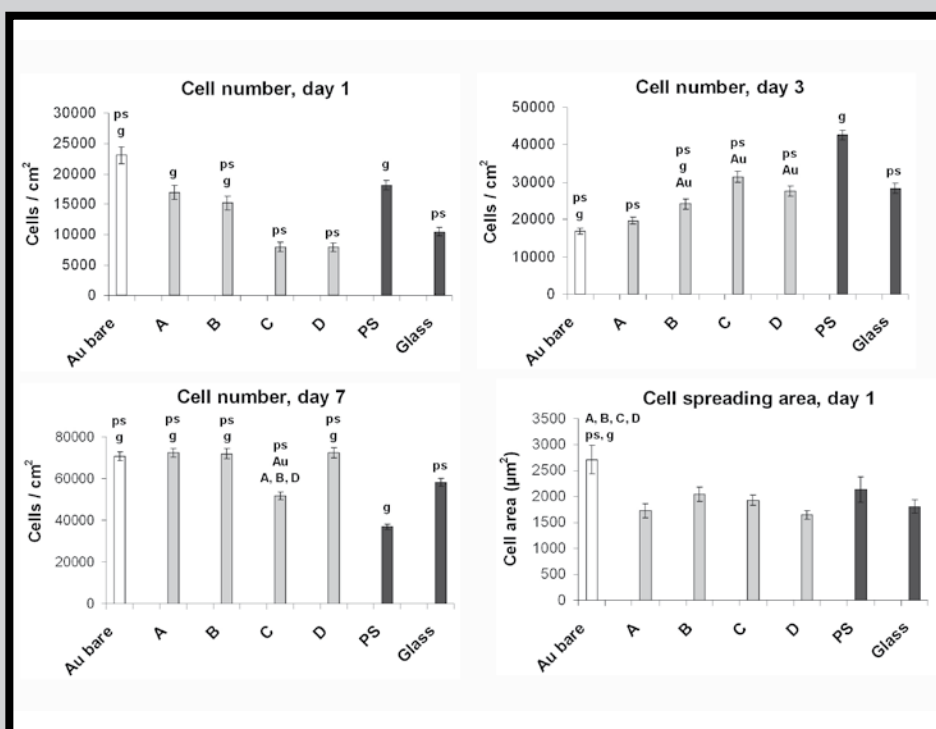 Cell number, day 1
30000
25000
20000
15000
10000
5000
0
Cells / cm²
ps
g
g
ps
g
ps
ps
g
ps
Au bare
A
B
C
D
PS
Glass
Cell number, day 3
50000
40000
30000
20000
10000
0
Cells / cm²
ps
g
ps
ps
g
Au
ps
Au
ps
Au
g
ps
Au bare
A
B
C
D
PS
Glass
Cell number, day 7
80000
60000
40000
20000
0
Cells / cm²
ps
g
ps
g
ps
g
ps
Au
A, B, D
ps
g
g
ps
Au bare
A
B
C
D
PS
Glass
Cell spreading area, day 1
3500
3000
2500
2000
1500
1000
500
0
Cell area (µm²)
A, B, C, D
ps, g
Au bare
A
B
C
D
PS
Glass